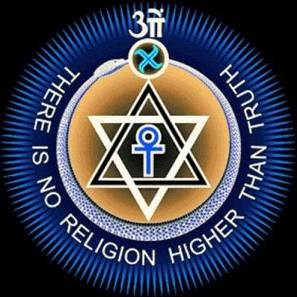 ॐ
THERE IS NO RELIGION HIGHER THAN TRUTH